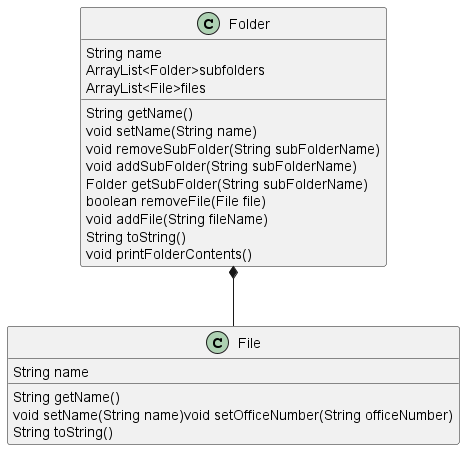 C Folder
String name
ArrayList<Folder>subfolders
ArrayList<File>files
String getName()
void setName(String name)
void removeSubFolder(String subFolderName)
void addSubFolder(String subFolderName)
Folder getSubFolder(String subFolderName)
boolean removeFile(File file)
void addFile(String fileName)
String toString()
void printFolderContents()
C File
String name
String getName()
void setName(String name)void setOfficeNumber(String officeNumber)
String toString()